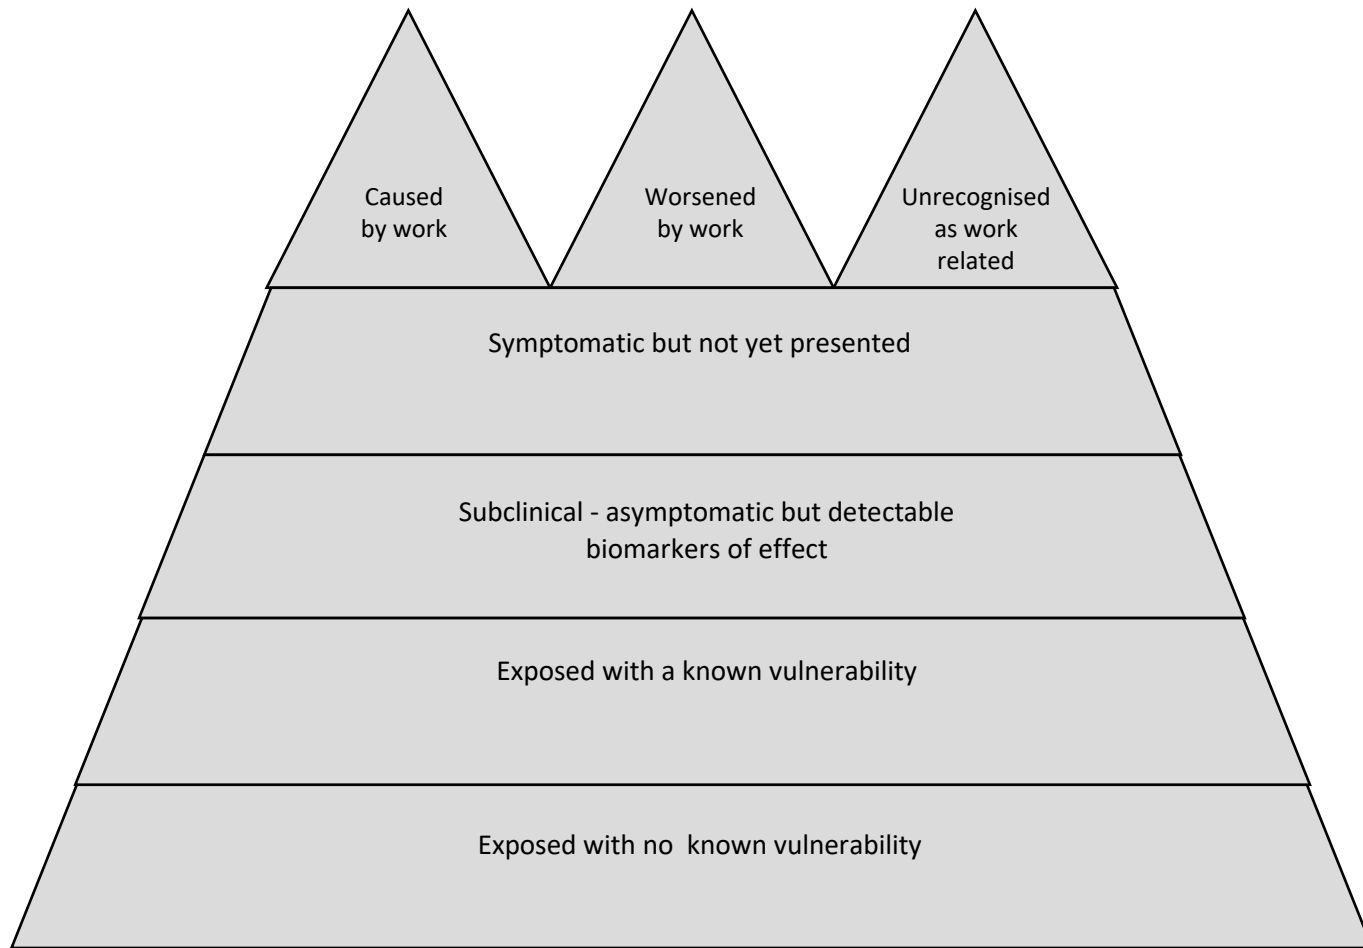 Caused
by work
Worsened
by work
Unrecognised
as work
related
Symptomatic but not yet presented
Subclinical - asymptomatic but detectable
biomarkers of effect
Exposed with a known vulnerability
Exposed with no  known vulnerability